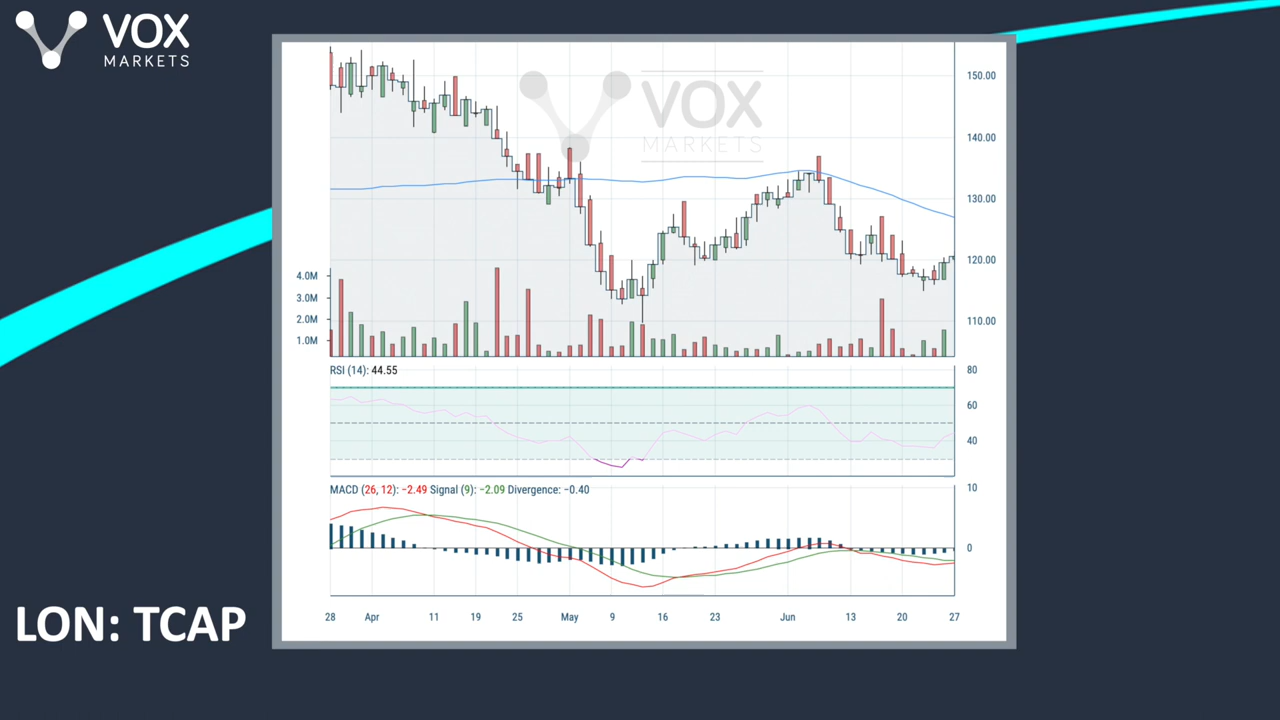 VOX
MARKETS
VOX
MARKETS
150.00
140.00
130.00
120.00
110.00
4.0M
3.0M
2.0M
1.0M
RSI (14): 44.55
80
60
40
MACD (26, 12): −2.49 Signal (9): −2.09 Divergence: −0.40
10
0
28 Apr 11 19 25 May 9 16 23 Jun 13 20 27
LON: TCAP